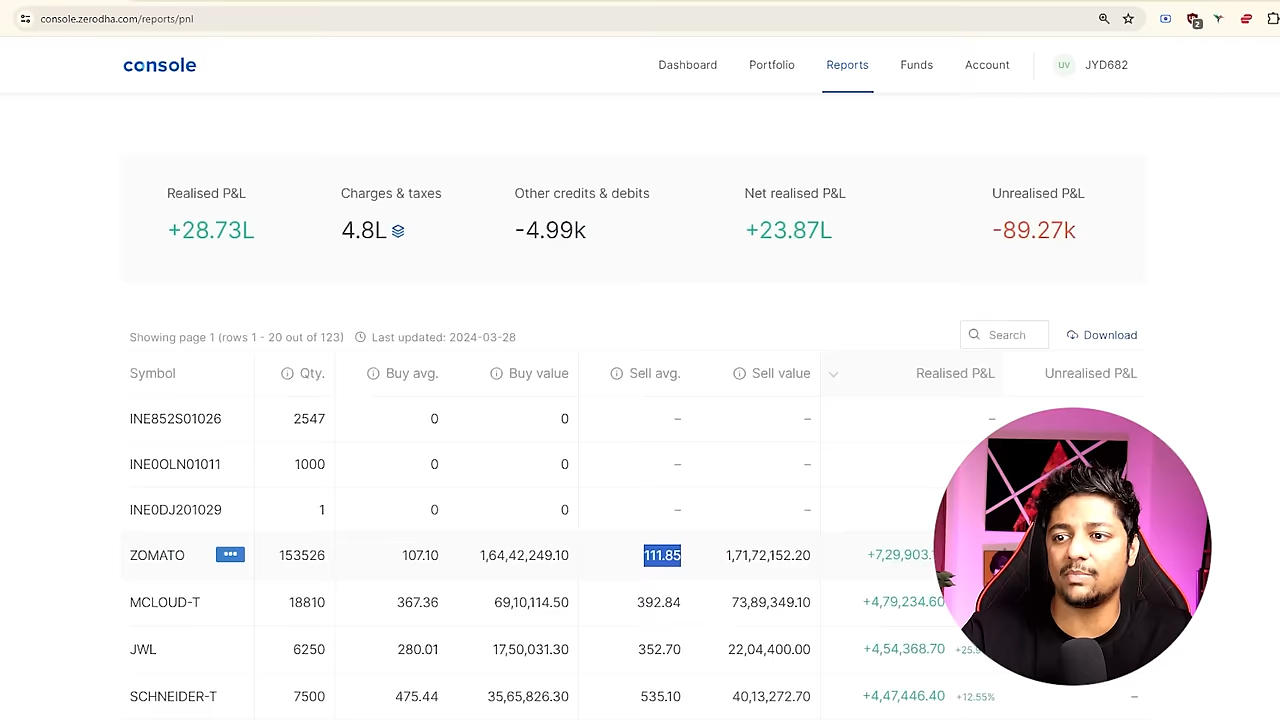 console.zerodha.com/reports/pnl
2
console
Dashboard Portfolio Reports Funds Account UV JYD682
Realised P&L Charges & taxes Other credits & debits Net realised P&L Unrealised P&L
+28.73L 4.8L -4.99k +23.87L -89.27k
Showing page 1 (rows 1 - 20 out of 123) Last updated: 2024-03-28 Search Download
Symbol Qty. Buy avg. Buy value Sell avg. Sell value Realised P&L Unrealised P&L
INE852S01026 2547 0 0 – – –
INE0OLN01011 1000 0 0 – –
INE0DJ201029 1 0 0 – –
ZOMATO ••• 153526 107.10 1,64,42,249.10 111.85 1,71,72,152.20 +7,29,903.
MCLOUD-T 18810 367.36 69,10,114.50 392.84 73,89,349.10 +4,79,234.60
JWL 6250 280.01 17,50,031.30 352.70 22,04,400.00 +4,54,368.70 +25.9
SCHNEIDER-T 7500 475.44 35,65,826.30 535.10 40,13,272.70 +4,47,446.40 +12.55% –